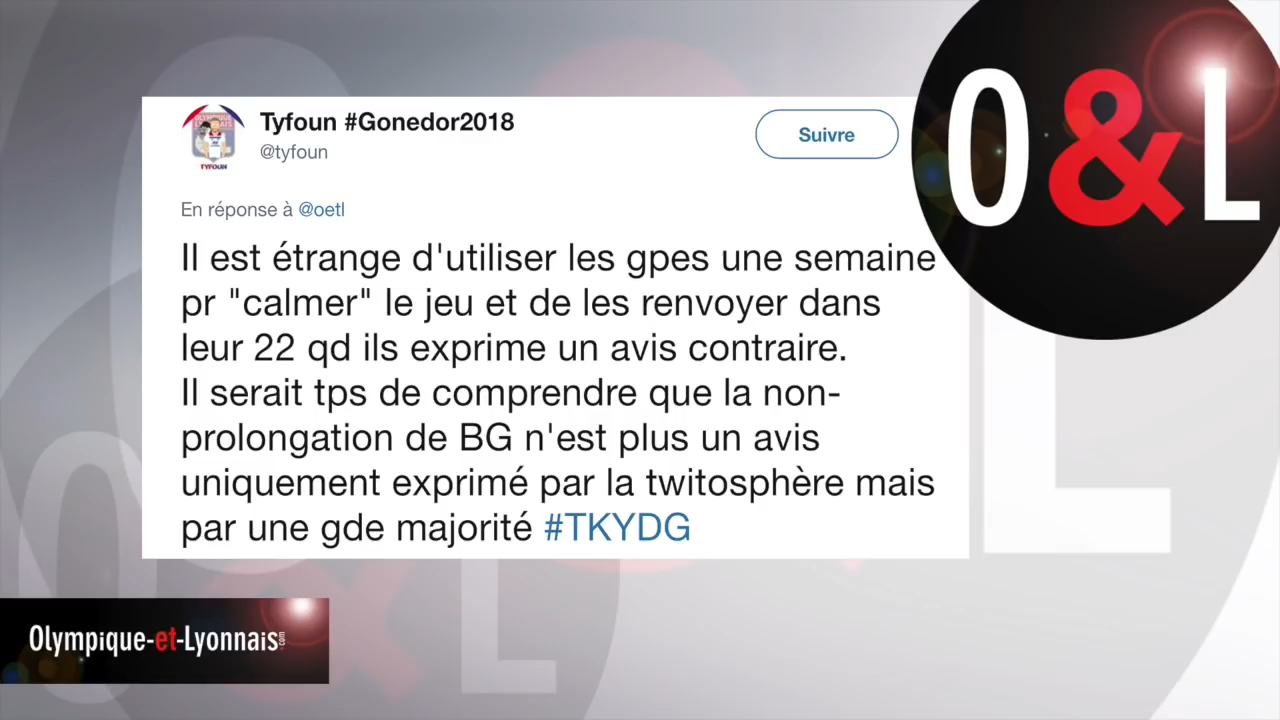 O&L
Tyfoun #Gonedor2018
@tyfoun
Suivre
En réponse à @oetl
Il est étrange d'utiliser les gpes une semaine
pr "calmer" le jeu et de les renvoyer dans
leur 22 qd ils exprime un avis contraire.
Il serait tps de comprendre que la non-
prolongation de BG n'est plus un avis
uniquement exprimé par la twitosphère mais
par une gde majorité #TKYDG
Olympique-et-Lyonnais.com